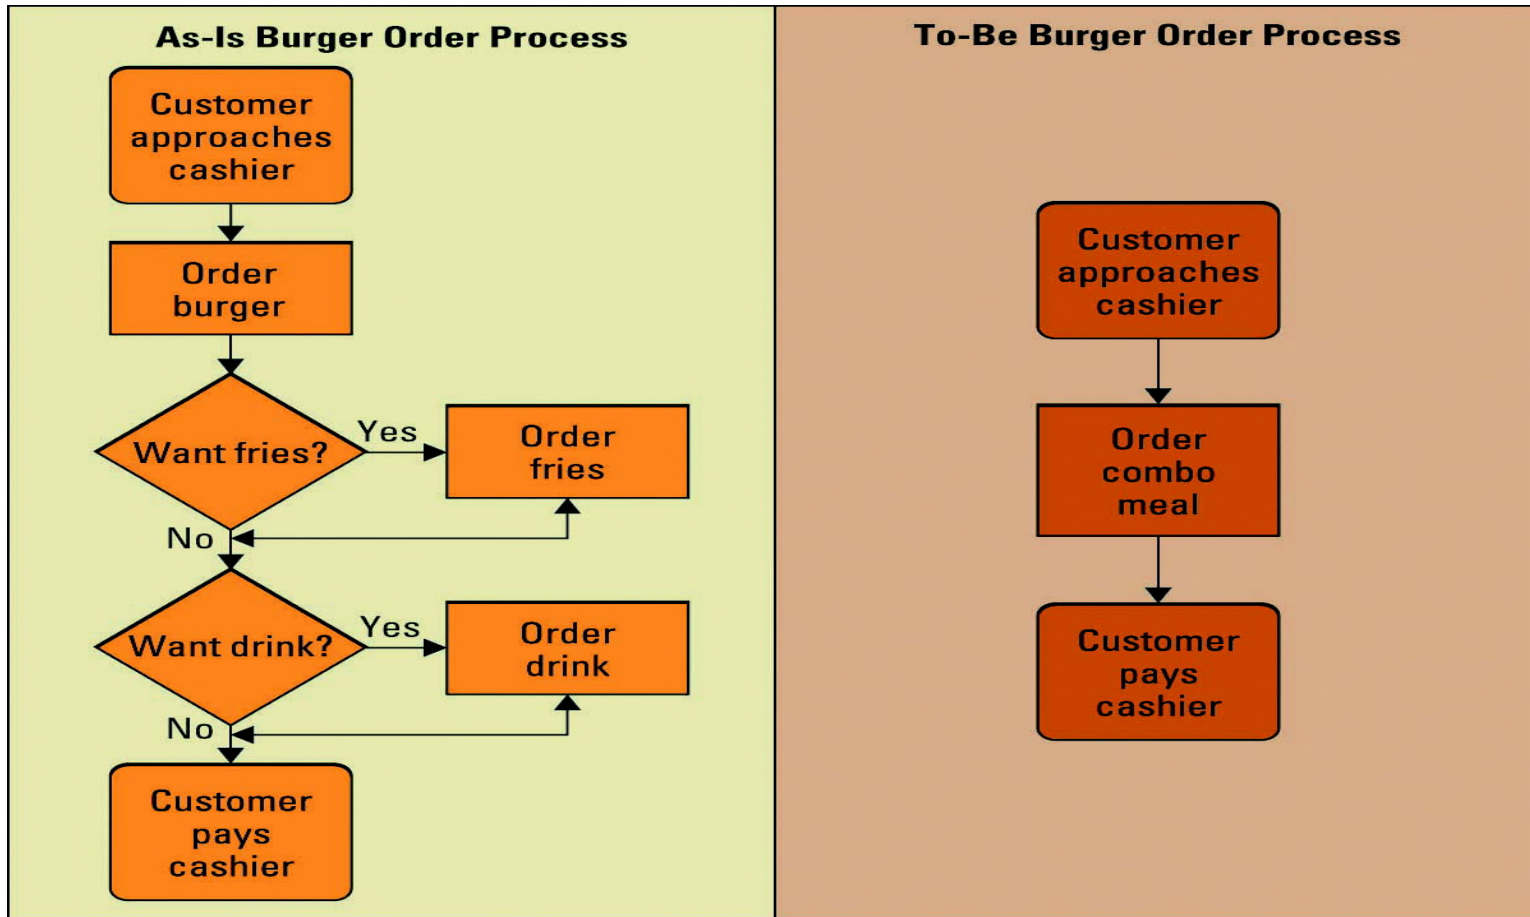 As-Is Burger Order Process
Customer
approaches
cashier
Order
burger
Want fries?
Yes
Order
fries
No
Want drink?
Yes
Order
drink
No
Customer
pays
cashier
To-Be Burger Order Process
Customer
approaches
cashier
Order
combo
meal
Customer
pays
cashier